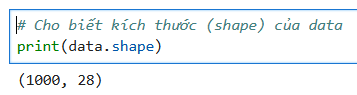 # Cho biết kích thước (shape) của data
print(data.shape)
(1000, 28)